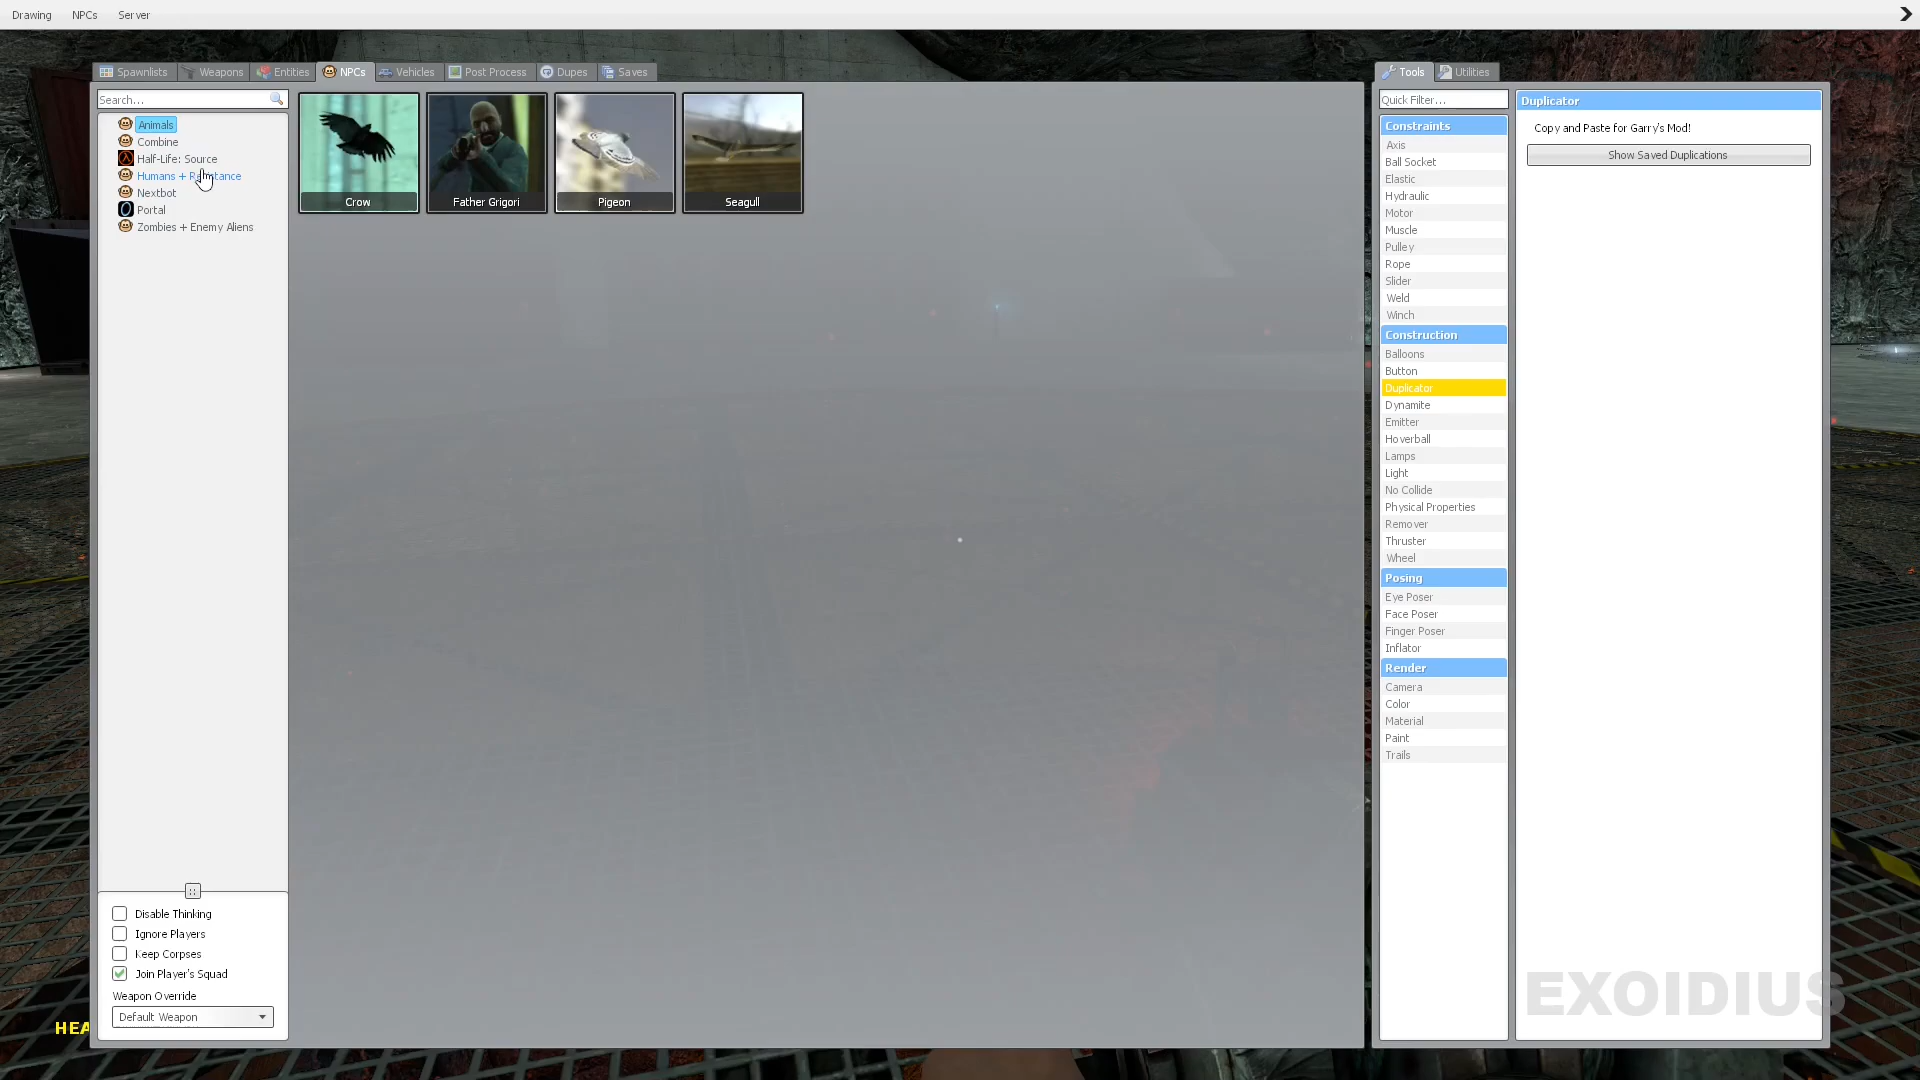 Drawing NPCs Server
Spawnlists Weapons Entities NPCs Vehicles Post Process Dupes Saves
Tools Utilities
Search...
Animals
Combine
Half-Life: Source
Humans + Resistance
Nextbot
Portal
Zombies + Enemy Aliens
Crow
Father Grigori
Pigeon
Seagull
Disable Thinking
Ignore Players
Keep Corpses
Join Player's Squad
Weapon Override
Default Weapon
HEA
Quick Filter...
Constraints
Axis
Ball Socket
Elastic
Hydraulic
Motor
Muscle
Pulley
Rope
Slider
Weld
Winch
Construction
Balloons
Button
Duplicator
Dynamite
Emitter
Hoverball
Lamps
Light
No Collide
Physical Properties
Remover
Thruster
Wheel
Posing
Eye Poser
Face Poser
Finger Poser
Inflator
Render
Camera
Color
Material
Paint
Trails
Duplicator
Copy and Paste for Garry's Mod!
Show Saved Duplications
EXOIDIUS